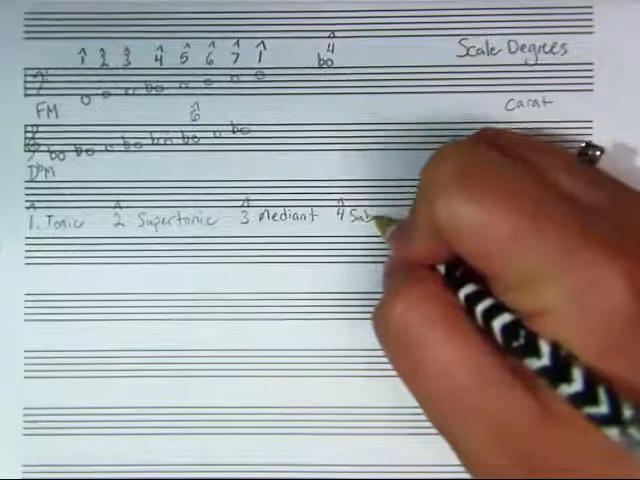 ^1 ^2 ^3 ^4 ^5 ^6 ^7 ^1 ^4 Scale Degrees
FM ^6 Carat
D♭M
^1. Tonic ^2 Supertonic ^3 Mediant ^4 Sub